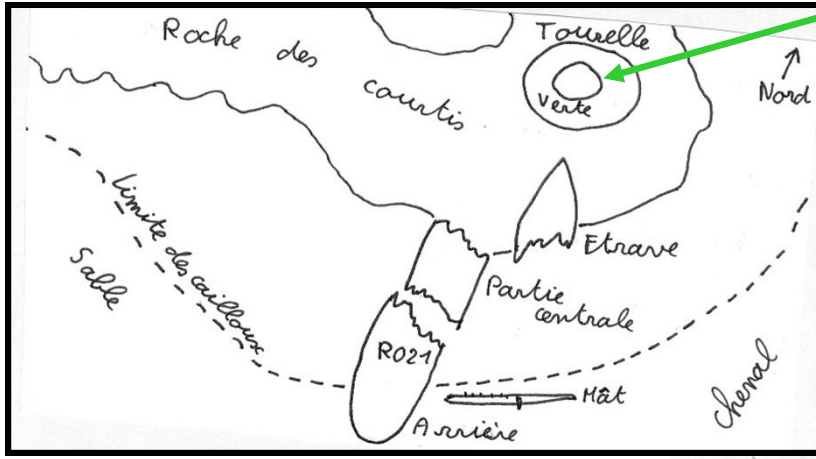 Roche des
courtis
Tourelle
Verte
Nord
limite des cailloux
Sable
Etrave
Partie
centrale
R021
Mât
Arrière
Chenal